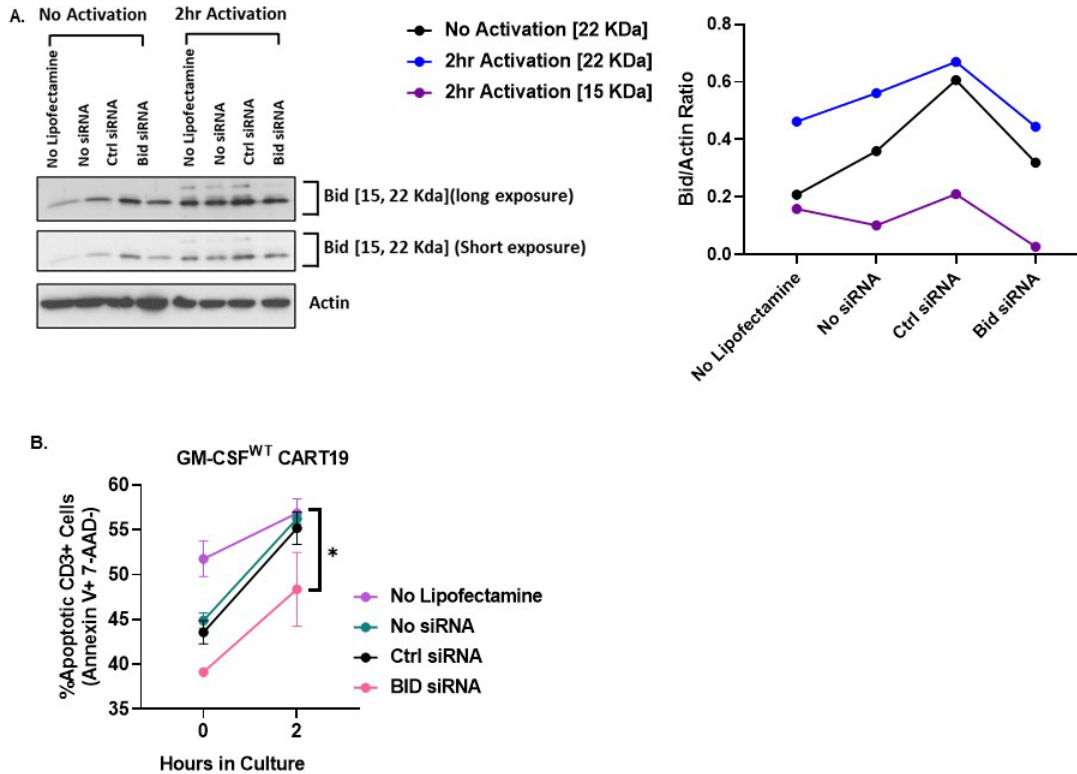 A.
No Activation
2hr Activation
No Lipofectamine
No siRNA
Ctrl siRNA
Bid siRNA
No Lipofectamine
No siRNA
Ctrl siRNA
Bid siRNA
Bid [15, 22 Kda](long exposure)
Bid [15, 22 Kda] (Short exposure)
Actin
No Activation [22 KDa]
2hr Activation [22 KDa]
2hr Activation [15 KDa]
Bid/Actin Ratio
0.8
0.6
0.4
0.2
0.0
No Lipofectamine
No siRNA
Ctrl siRNA
Bid siRNA
B.
GM-CSFWT CART19
%Apoptotic CD3+ Cells
(Annexin V+ 7-AAD-)
60
55
50
45
40
35
0
2
Hours in Culture
*
No Lipofectamine
No siRNA
Ctrl siRNA
BID siRNA